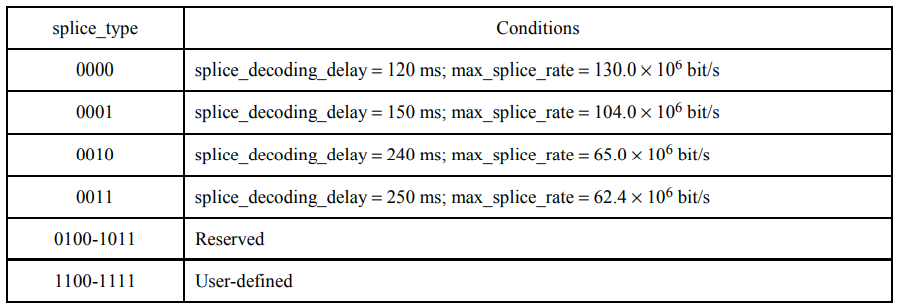 splice_type Conditions
0000 splice_decoding_delay = 120 ms; max_splice_rate = 130.0 × 10⁶ bit/s
0001 splice_decoding_delay = 150 ms; max_splice_rate = 104.0 × 10⁶ bit/s
0010 splice_decoding_delay = 240 ms; max_splice_rate = 65.0 × 10⁶ bit/s
0011 splice_decoding_delay = 250 ms; max_splice_rate = 62.4 × 10⁶ bit/s
0100-1011 Reserved
1100-1111 User-defined